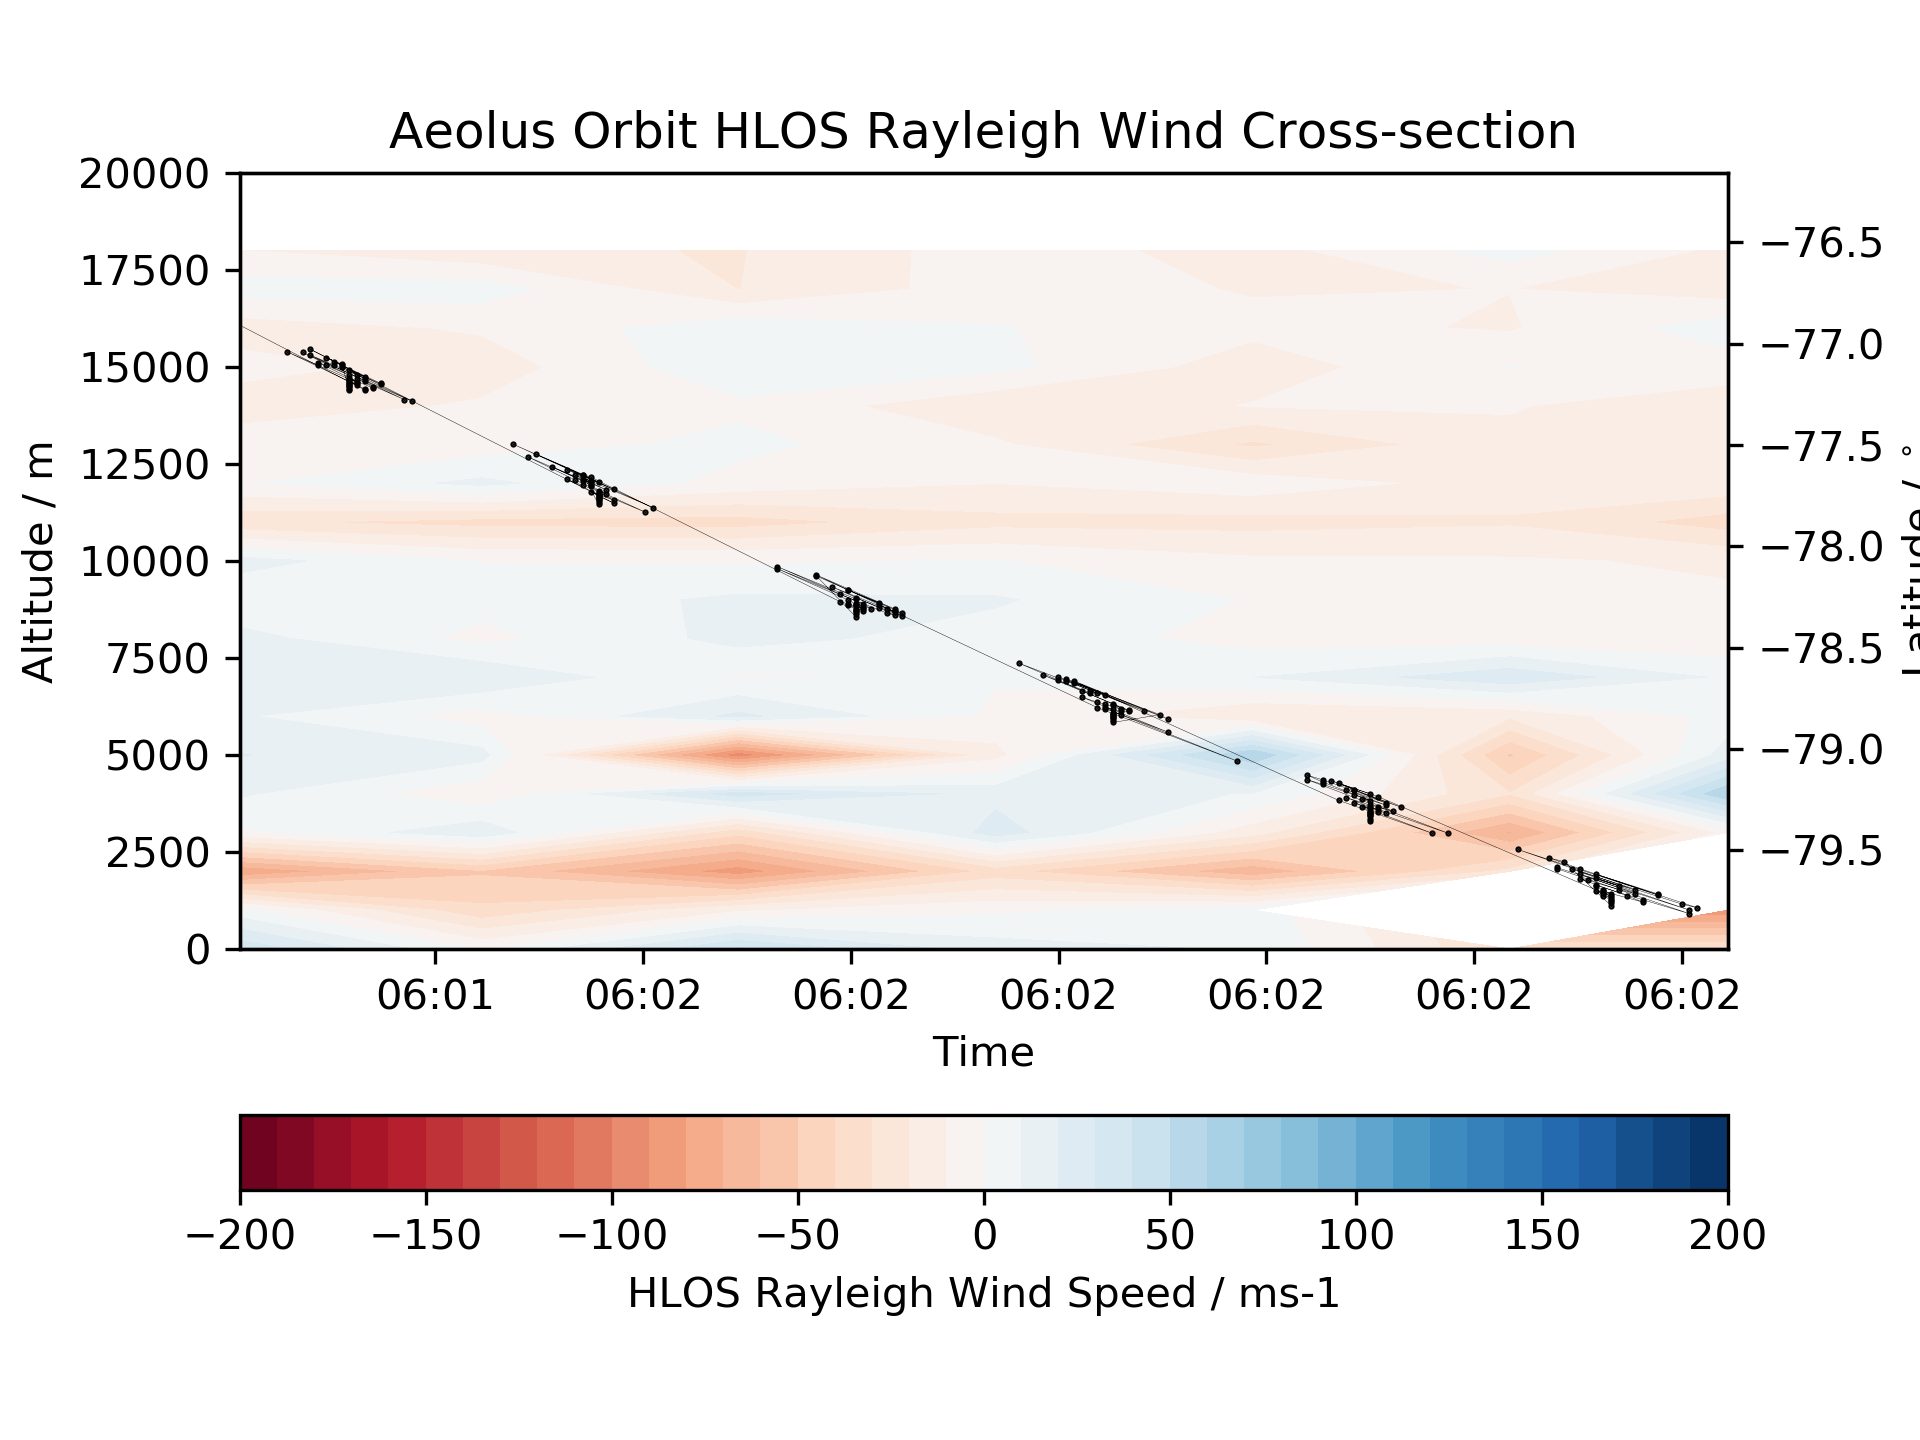 Aeolus Orbit HLOS Rayleigh Wind Cross-section
20000
17500
15000
12500
10000
7500
5000
2500
0
Altitude / m
−76.5
−77.0
−77.5
−78.0
−78.5
−79.0
−79.5
Latitude / °
06:01 06:02 06:02 06:02 06:02 06:02 06:02
Time
−200 −150 −100 −50 0 50 100 150 200
HLOS Rayleigh Wind Speed / ms-1